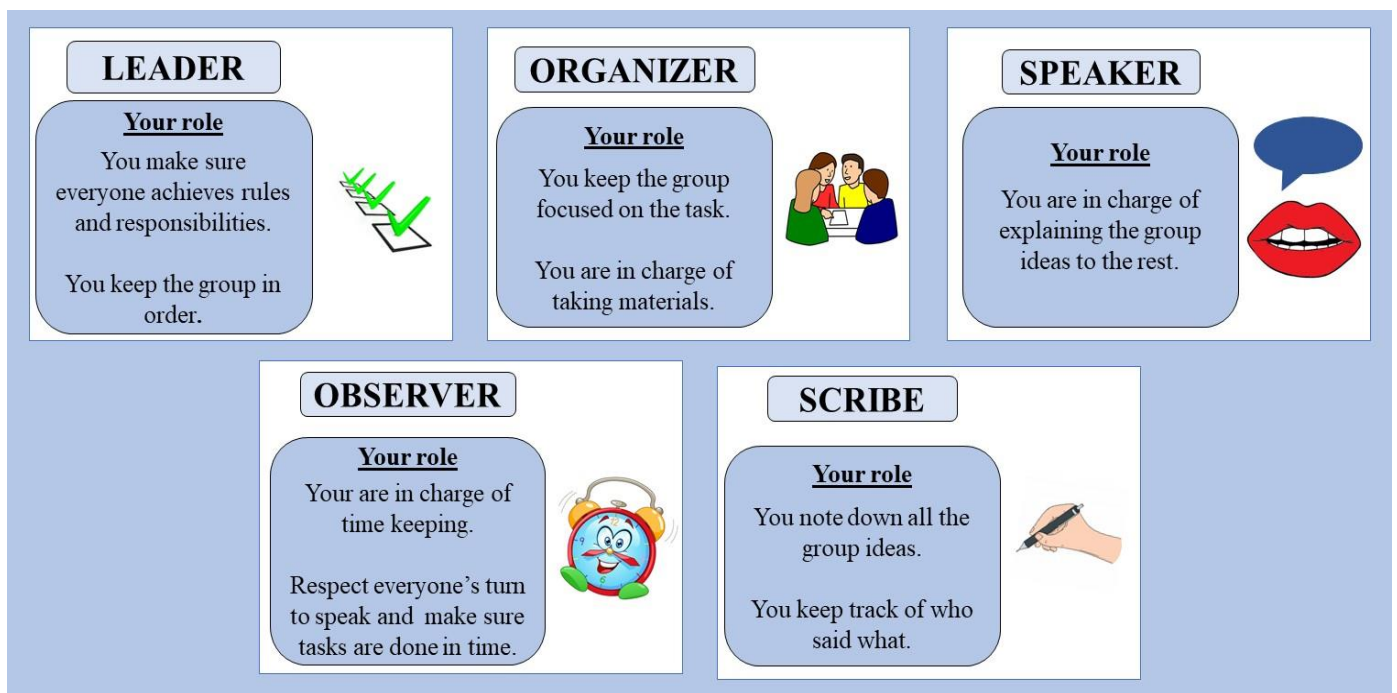 LEADER
Your role
You make sure
everyone achieves rules
and responsibilities.
You keep the group in
order.
ORGANIZER
Your role
You keep the group
focused on the task.
You are in charge of
taking materials.
SPEAKER
Your role
You are in charge of
explaining the group
ideas to the rest.
OBSERVER
Your role
Your are in charge of
time keeping.
Respect everyone’s turn
to speak and make sure
tasks are done in time.
SCRIBE
Your role
You note down all the
group ideas.
You keep track of who
said what.